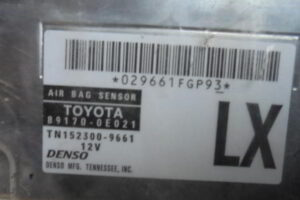 *029661FGP93*
AIR BAG SENSOR
TOYOTA
89170-0E021
TN152300-9661
12V
DENSO
DENSO MFG. TENNESSEE, INC.
LX